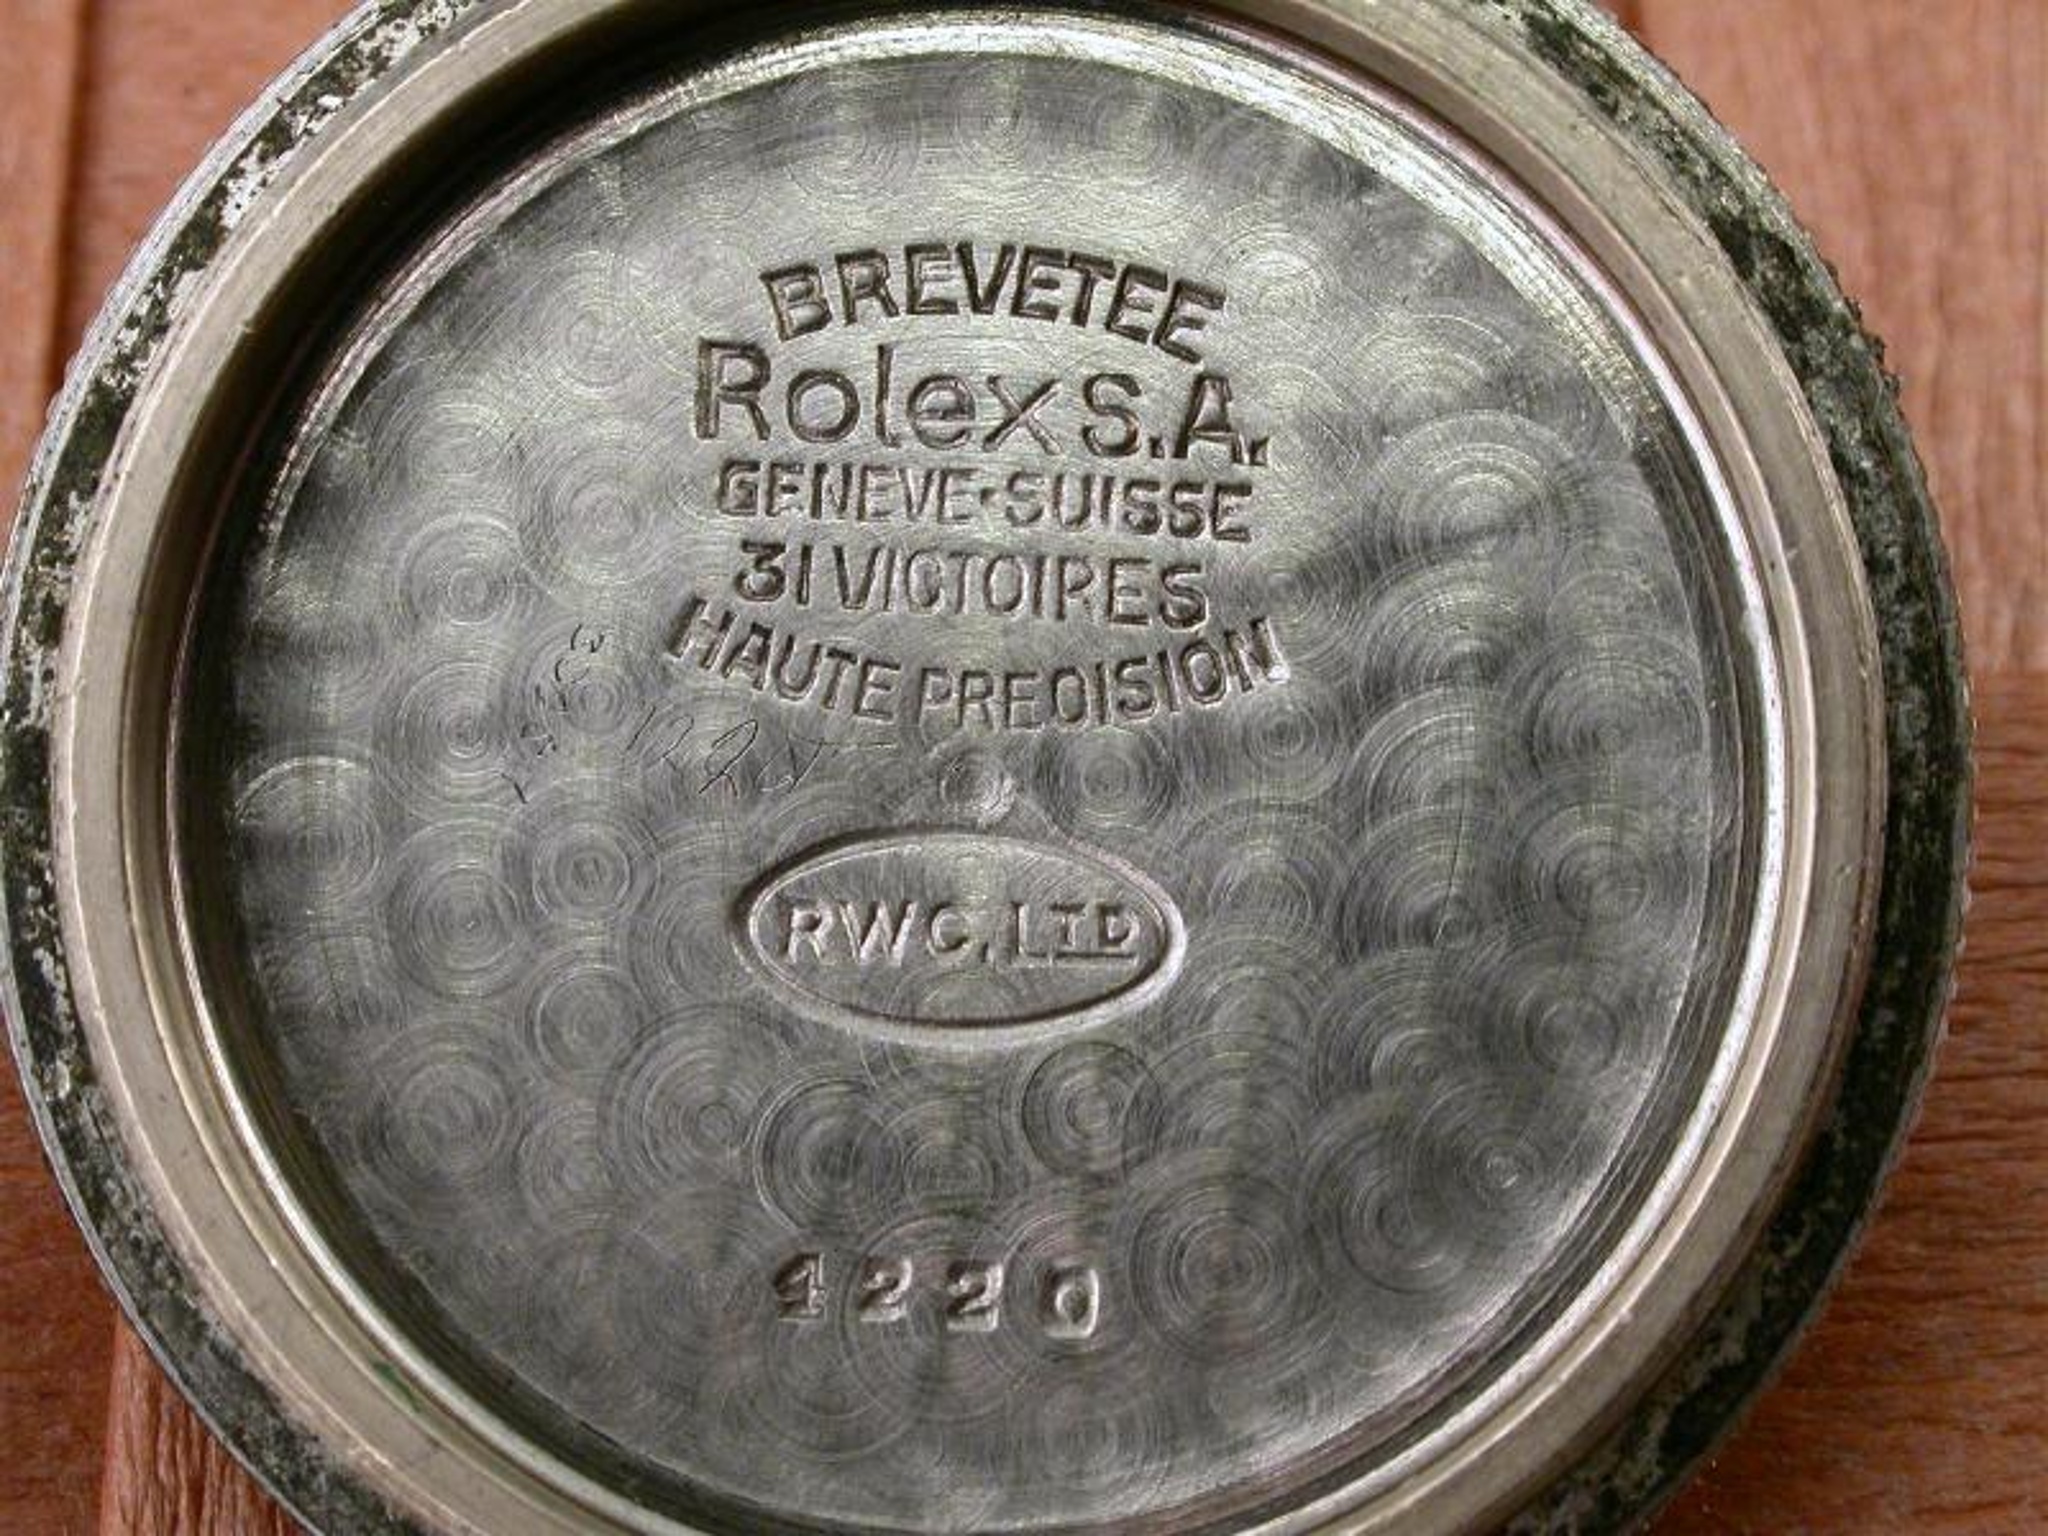 BREVETEE
Rolex S.A.
GENEVE·SUISSE
31 VICTOIRES
HAUTE PRECISION
RWC. LTD
4220